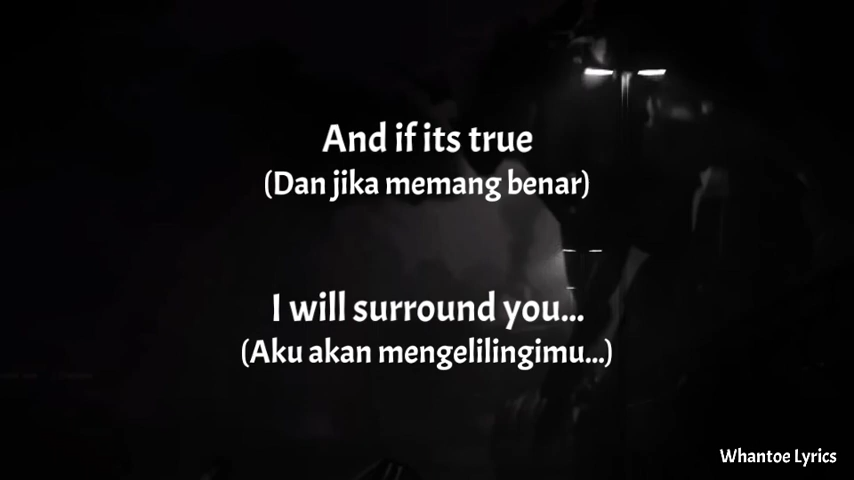 And if its true
(Dan jika memang benar)
I will surround you...
(Aku akan mengelilingimu...)
Whantoe Lyrics